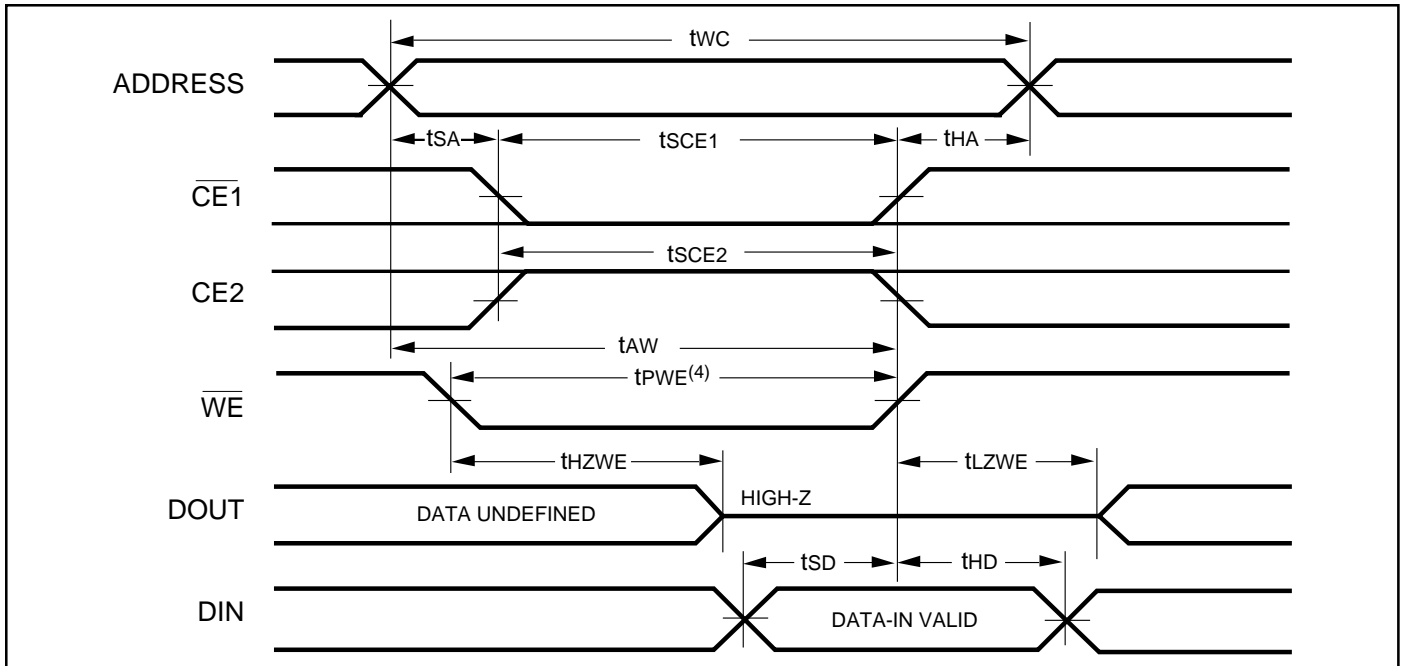 tWC
ADDRESS
tSA
tSCE1
tHA
CE1
tSCE2
CE2
tAW
tPWE(4)
WE
tHZWE
tLZWE
HIGH-Z
DOUT
DATA UNDEFINED
tSD
tHD
DIN
DATA-IN VALID